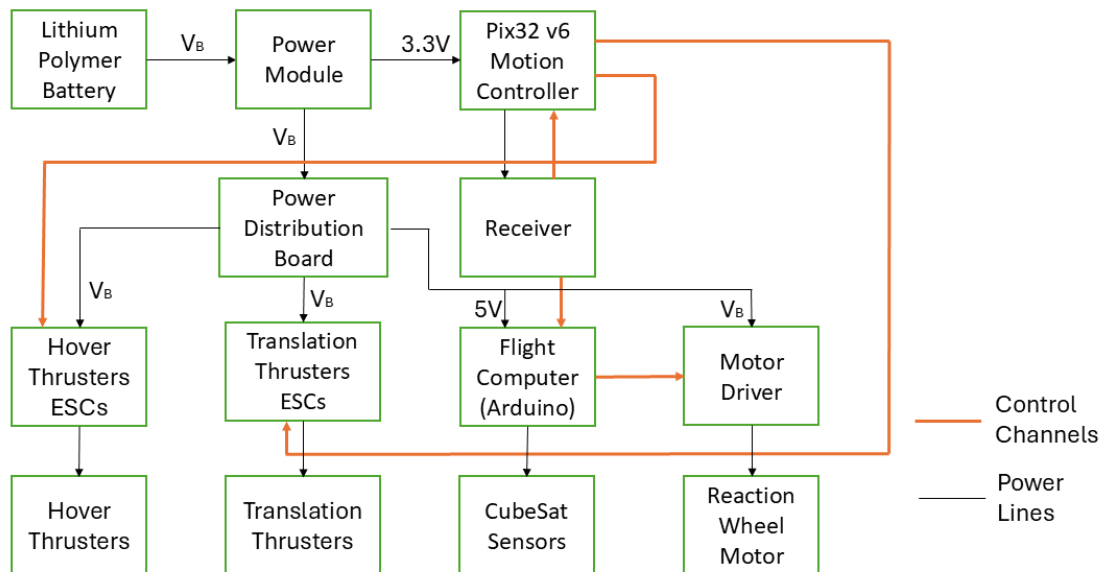 Lithium
Polymer
Battery
VB
Power
Module
3.3V
Pix32 v6
Motion
Controller
VB
Power
Distribution
Board
Receiver
VB
VB
5V
VB
Hover
Thrusters
ESCs
Translation
Thrusters
ESCs
Flight
Computer
(Arduino)
Motor
Driver
Control
Channels
Hover
Thrusters
Translation
Thrusters
CubeSat
Sensors
Reaction
Wheel
Motor
Power
Lines